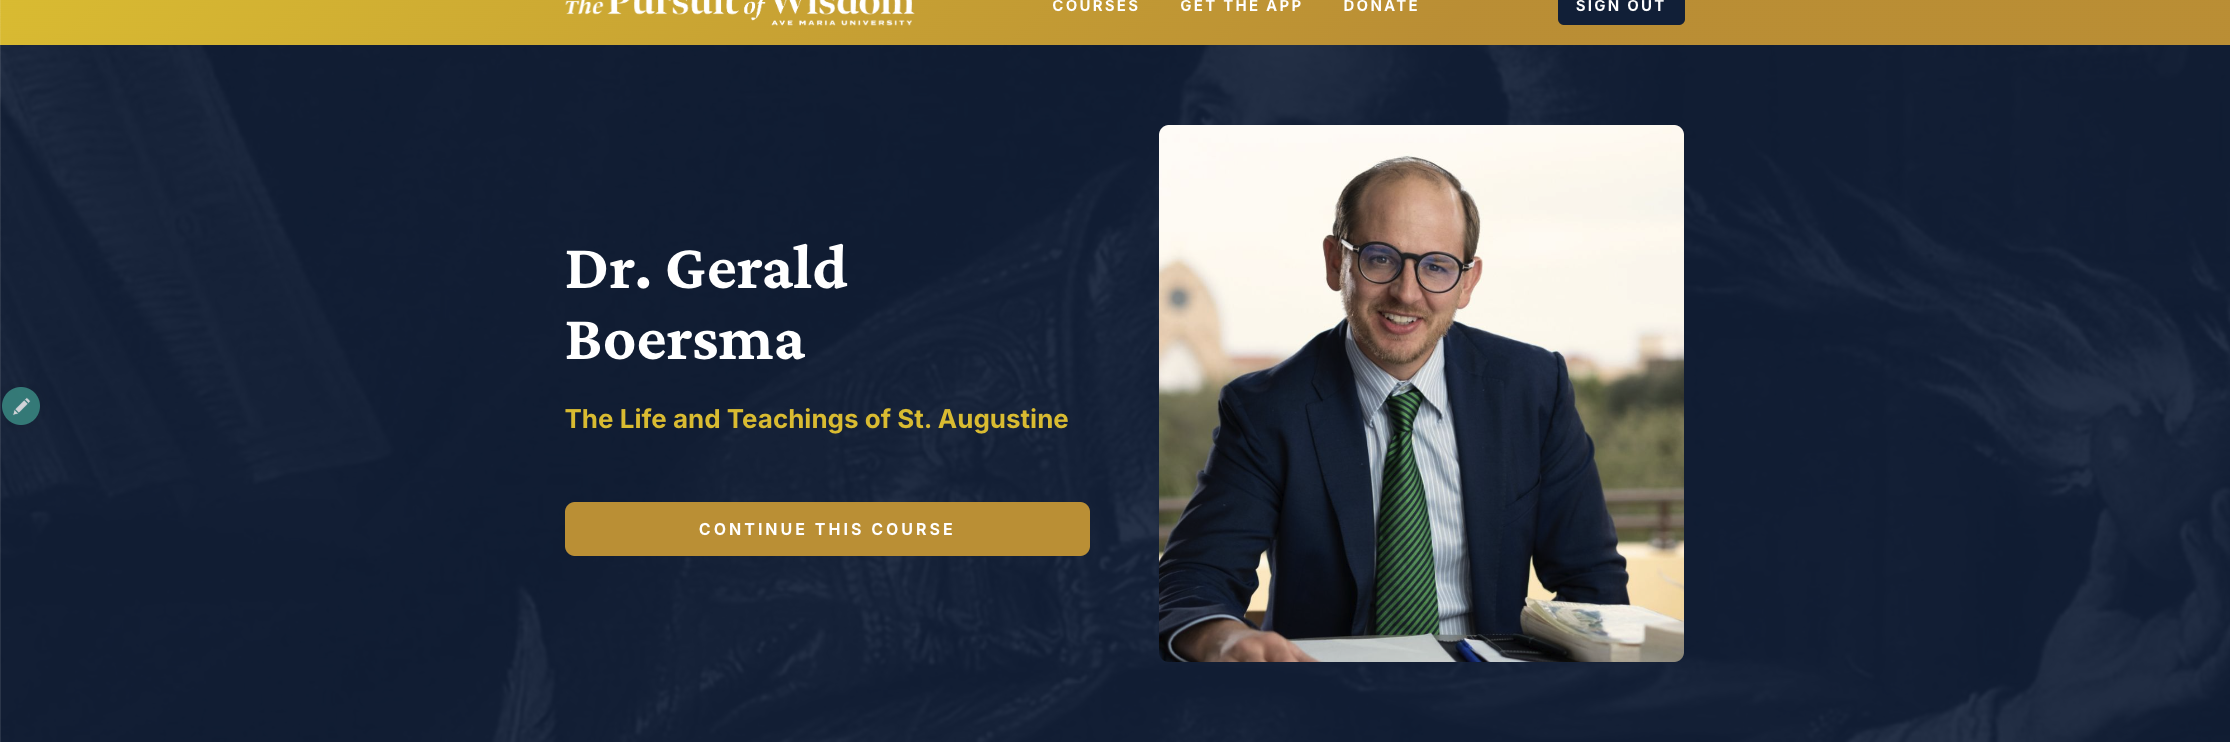 The Pursuit of Wisdom
AVE MARIA UNIVERSITY
COURSES GET THE APP DONATE SIGN OUT
Dr. Gerald
Boersma
The Life and Teachings of St. Augustine
CONTINUE THIS COURSE